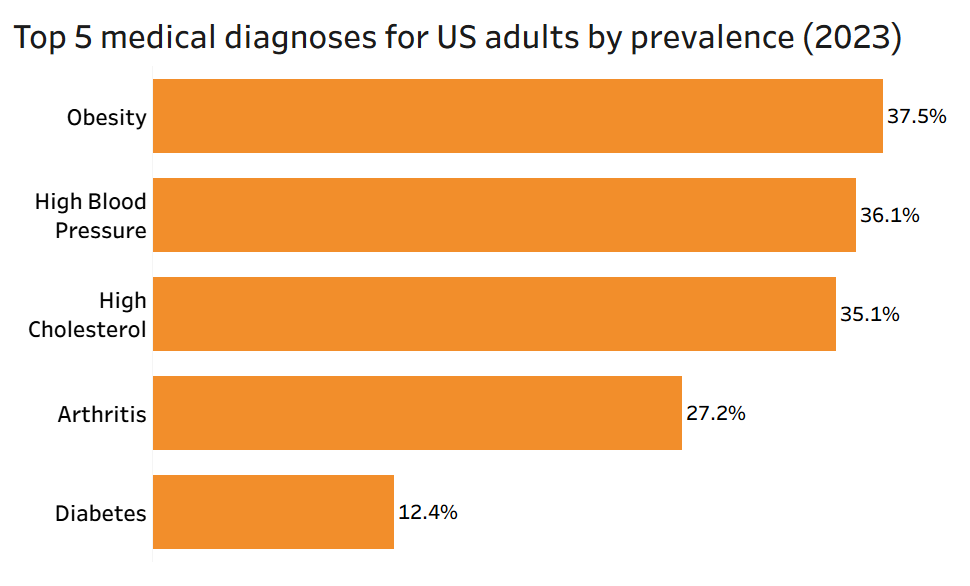 Top 5 medical diagnoses for US adults by prevalence (2023)
Obesity
37.5%
High Blood
Pressure
36.1%
High
Cholesterol
35.1%
Arthritis
27.2%
Diabetes
12.4%